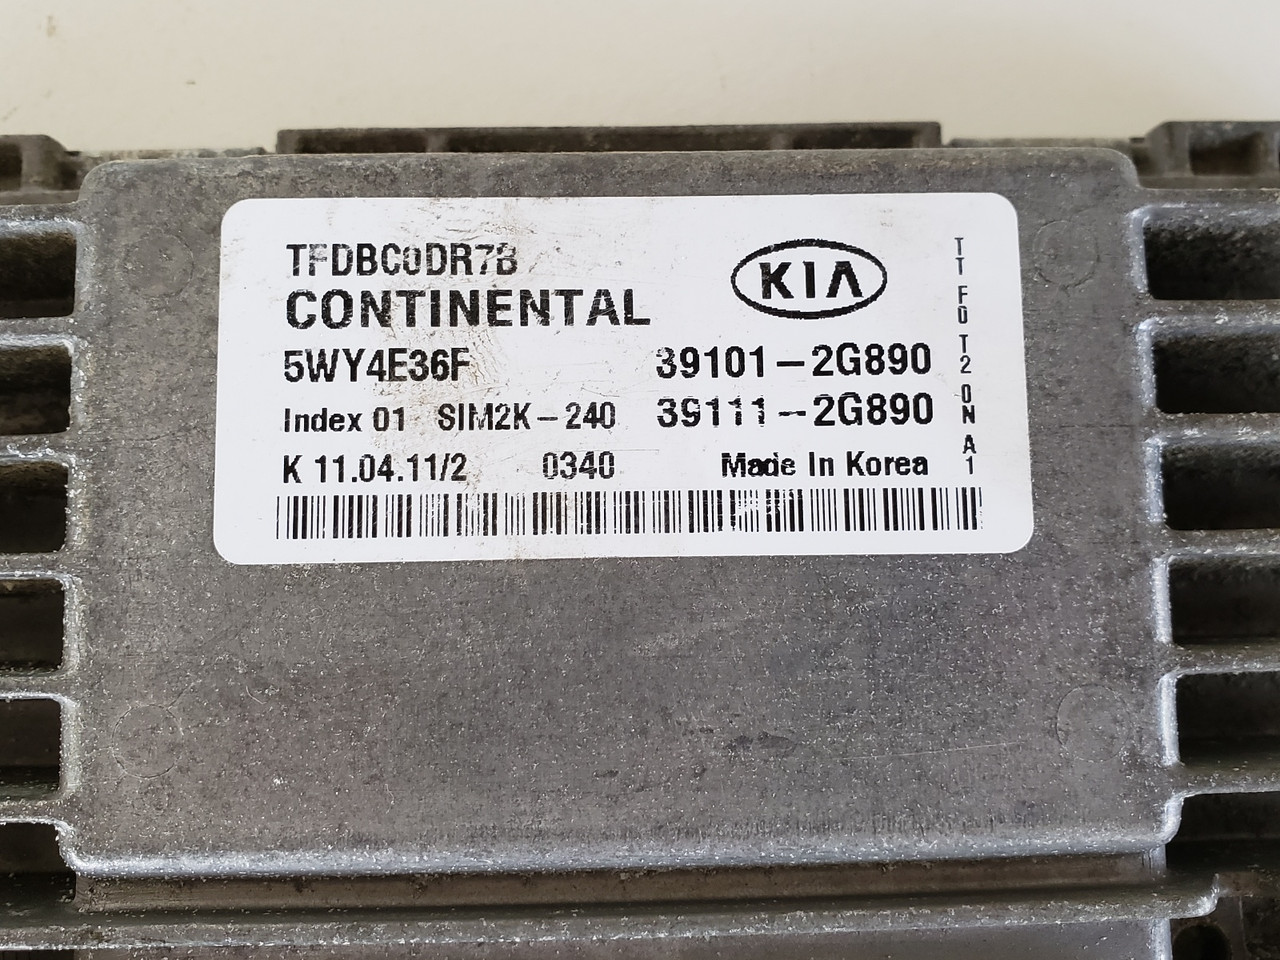 TFDBC0DR7B
CONTINENTAL
KIA
5WY4E36F 39101-2G890
Index 01 SIM2K-240 39111-2G890
K 11.04.11/2 0340 Made In Korea
TT F0 T2 0N A1